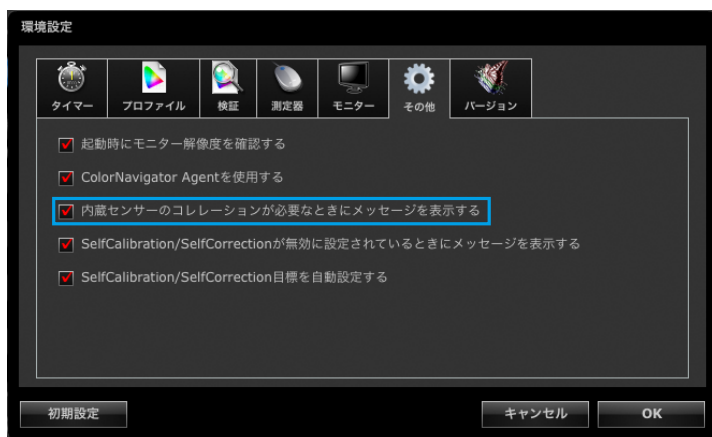 環境設定
タイマー プロファイル 検証 測定器 モニター その他 バージョン
起動時にモニター解像度を確認する
ColorNavigator Agentを使用する
内蔵センサーのコレレーションが必要なときにメッセージを表示する
SelfCalibration/SelfCorrectionが無効に設定されているときにメッセージを表示する
SelfCalibration/SelfCorrection目標を自動設定する
初期設定 キャンセル OK